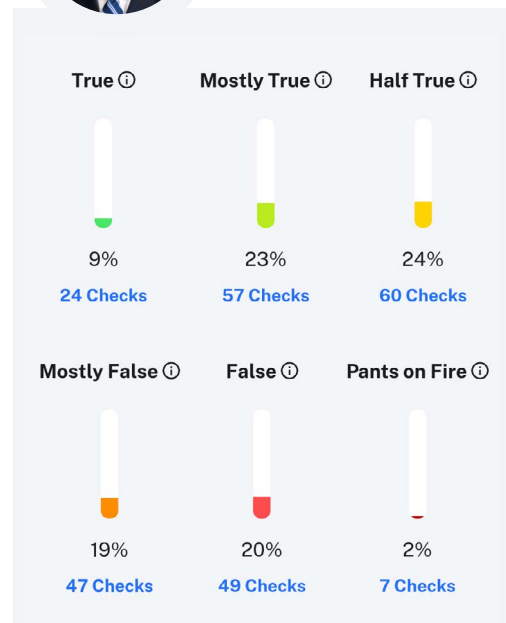 True ⓘ Mostly True ⓘ Half True ⓘ
9% 23% 24%
24 Checks 57 Checks 60 Checks
Mostly False ⓘ False ⓘ Pants on Fire ⓘ
19% 20% 2%
47 Checks 49 Checks 7 Checks